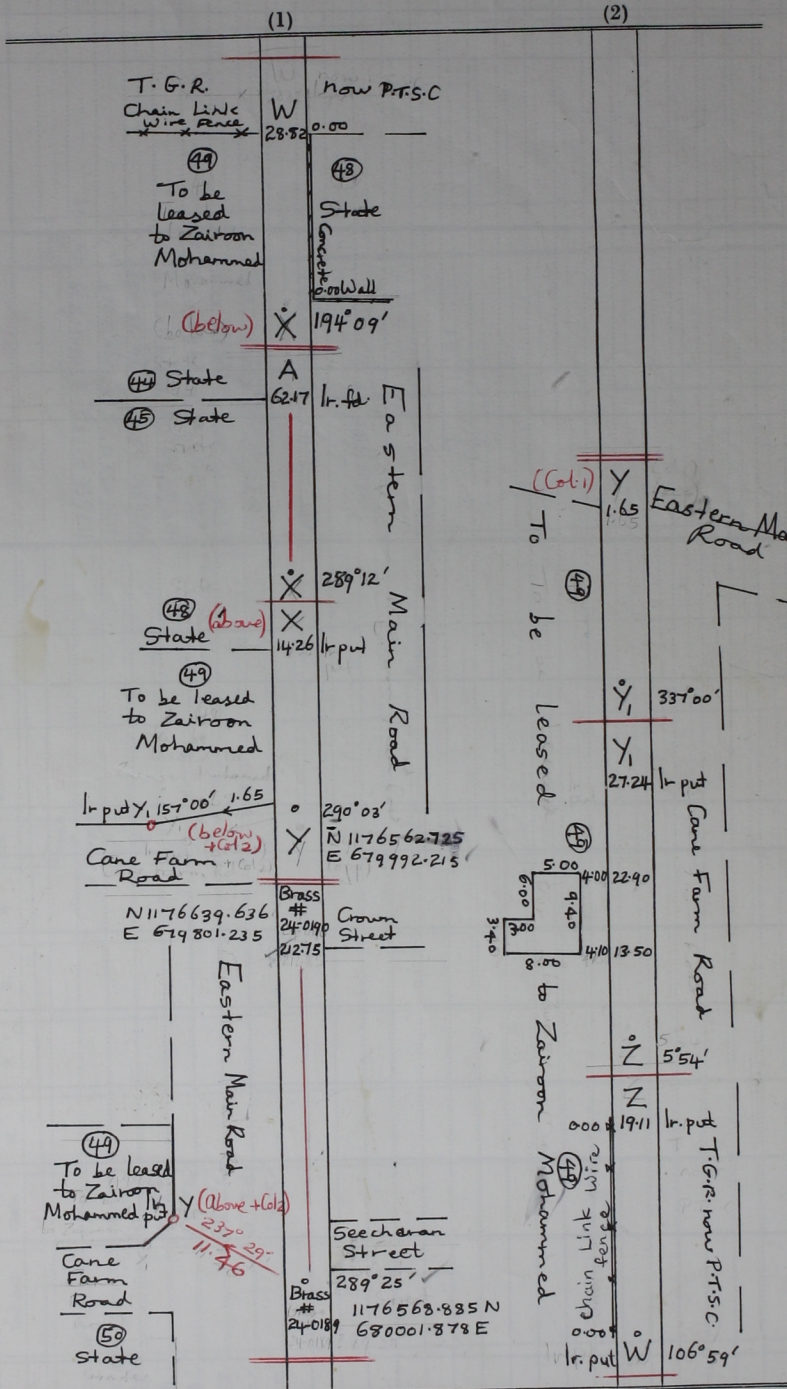 (1)
T.G.R.
now P.T.S.C
Chain Link
Wire Fence
W
28.82
0.00
(49)
To be
leased
to Zairoon
Mohammed
(48)
State
Concrete
Wall
0.00
(below)
X
194°09'
(44) State
(45) State
A
62.17
Ir. fd.
Eastern Main Road
X
289°12'
(48)
State
(above)
X
14.26
Ir put
(49)
To be leased
to Zairoon
Mohammed
Ir put Y1 157°00' 1.65
290°03'
(below
+Col2)
Y
N 1176562.725
E 679992.215
Cane Farm
Road
Brass
#
24-0190
212.75
N 1176639.636
E 679801.235
Crown
Street
Eastern Main Road
(49)
To be leased
to Zairoon
Mohammed
Ir
put
Y (Above +Col2)
237° 29'
11.46
Cane
Farm
Road
(50)
State
Seecharan
Street
289°25'
Brass
#
24-0189
1176568.885 N
680001.878 E
(2)
(Col.1)
Y
1.65
Eastern Ma
Road
(49)
To be leased
Y1
337°00'
Y1
27.24
Ir put
Cane Farm Road
(49)
5.00
4.00
22.90
6.00
9.40
3.00
3.40
8.00
4.10
13.50
to Zairoon Mohammed
Z
5°54'
N
19.11
Ir. put
0.00
(49)
Chain Link Wire
fence
T.G.R. now P.T.S.C.
0.00
Ir. put
W
106°59'